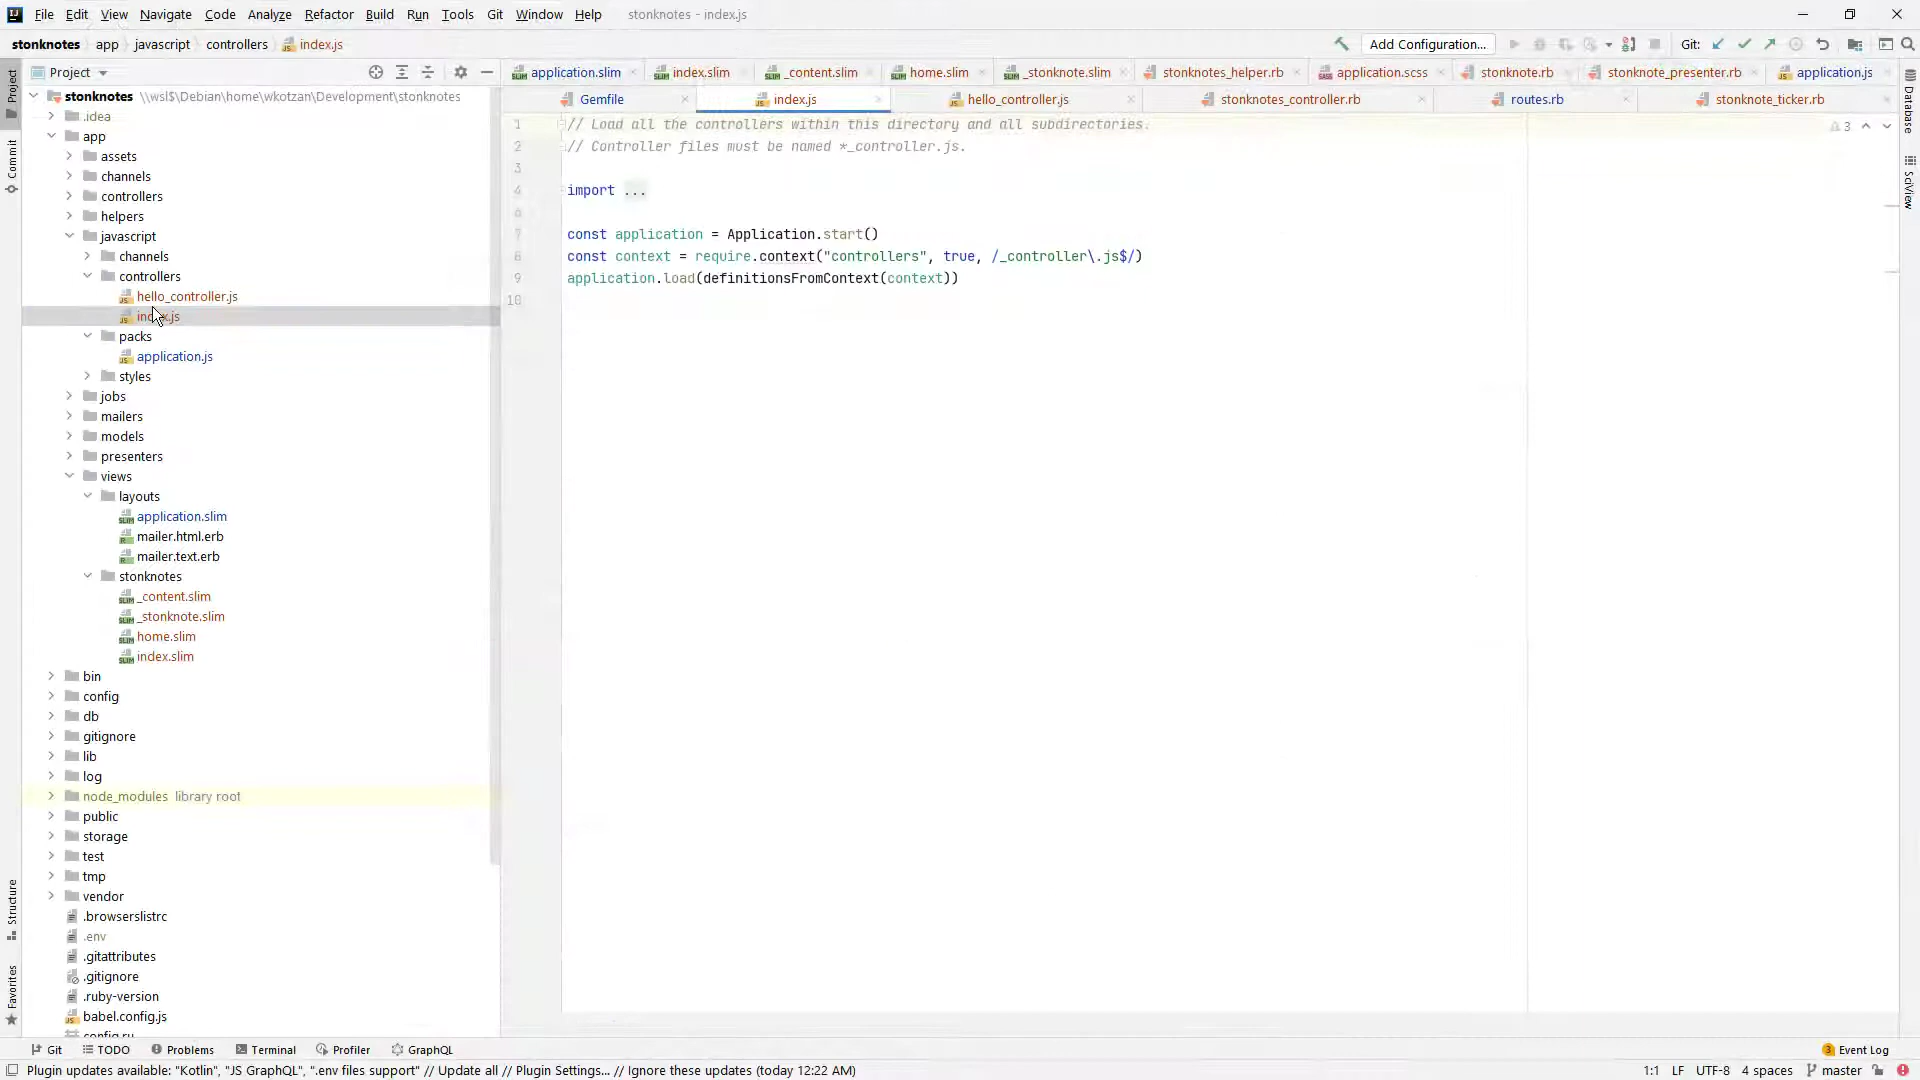 File Edit View Navigate Code Analyze Refactor Build Run Tools Git Window Help stonknotes - index.js
stonknotes app javascript controllers index.js Add Configuration... Git:
Project
application.slim index.slim _content.slim home.slim _stonknote.slim stonknotes_helper.rb application.scss stonknote.rb stonknote_presenter.rb application.js
Gemfile index.js hello_controller.js stonknotes_controller.rb routes.rb stonknote_ticker.rb
Project
Commit
Structure
Favorites
stonknotes \\wsl$\Debian\home\wkotzan\Development\stonknotes
.idea
app
assets
channels
controllers
helpers
javascript
channels
controllers
hello_controller.js
index.js
packs
application.js
styles
jobs
mailers
models
presenters
views
layouts
application.slim
mailer.html.erb
mailer.text.erb
stonknotes
_content.slim
_stonknote.slim
home.slim
index.slim
bin
config
db
gitignore
lib
log
node_modules library root
public
storage
test
tmp
vendor
.browserslistrc
.env
.gitattributes
.gitignore
.ruby-version
babel.config.js
config.ru
1 // Load all the controllers within this directory and all subdirectories.
2 // Controller files must be named *_controller.js.
3
4 import ...
6
7 const application = Application.start()
8 const context = require.context("controllers", true, /_controller\.js$/)
9 application.load(definitionsFromContext(context))
10
3
Database
SciView
Git TODO Problems Terminal Profiler GraphQL 3 Event Log
Plugin updates available: "Kotlin", "JS GraphQL", ".env files support" // Update all // Plugin Settings... // Ignore these updates (today 12:22 AM) 1:1 LF UTF-8 4 spaces master